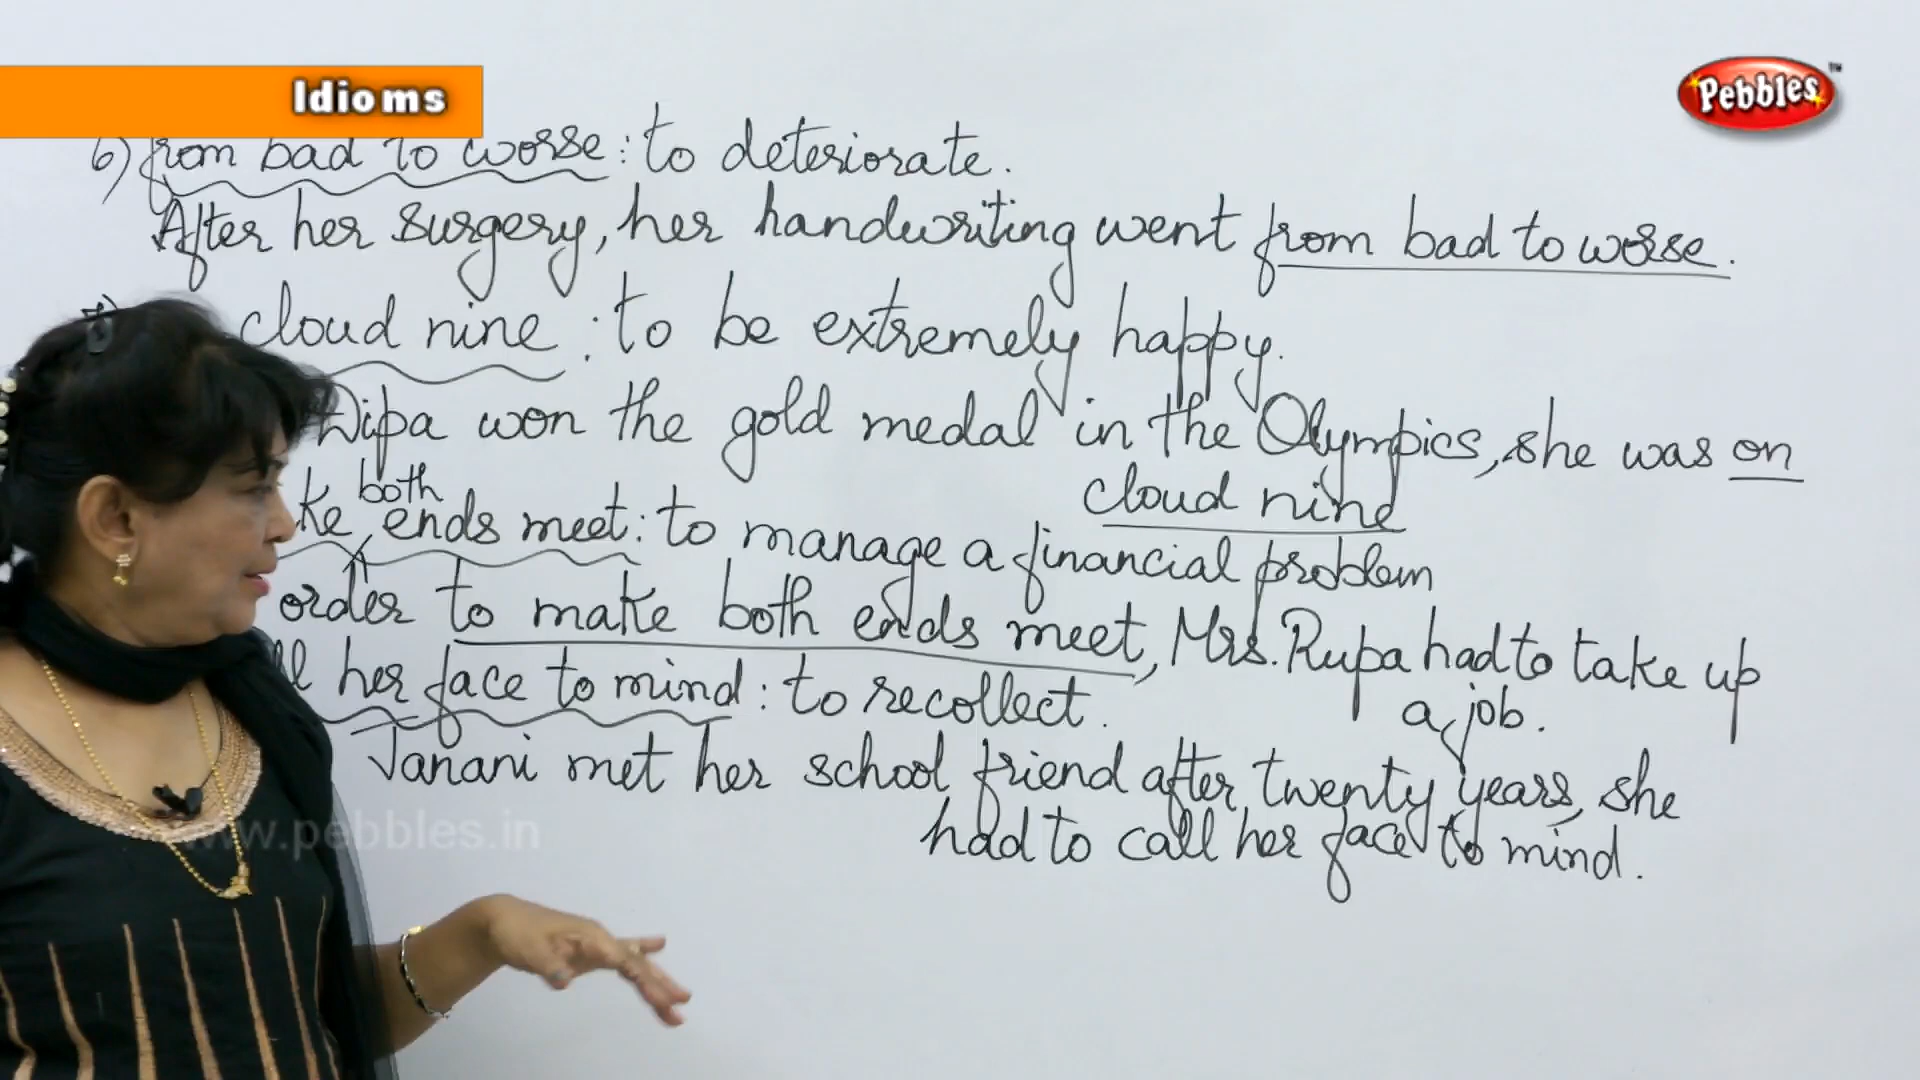 Idioms
Pebbles™
6) from bad to worse : to deteriorate.
After her surgery, her handwriting went from bad to worse.
cloud nine : to be extremely happy.
Dipa won the gold medal in the Olympics, she was on
cloud nine
both
ke ends meet : to manage a financial problem
order to make both ends meet, Mrs. Rupa had to take up
a job.
ll her face to mind : to recollect.
Janani met her school friend after twenty years, she
had to call her face to mind.
www.pebbles.in